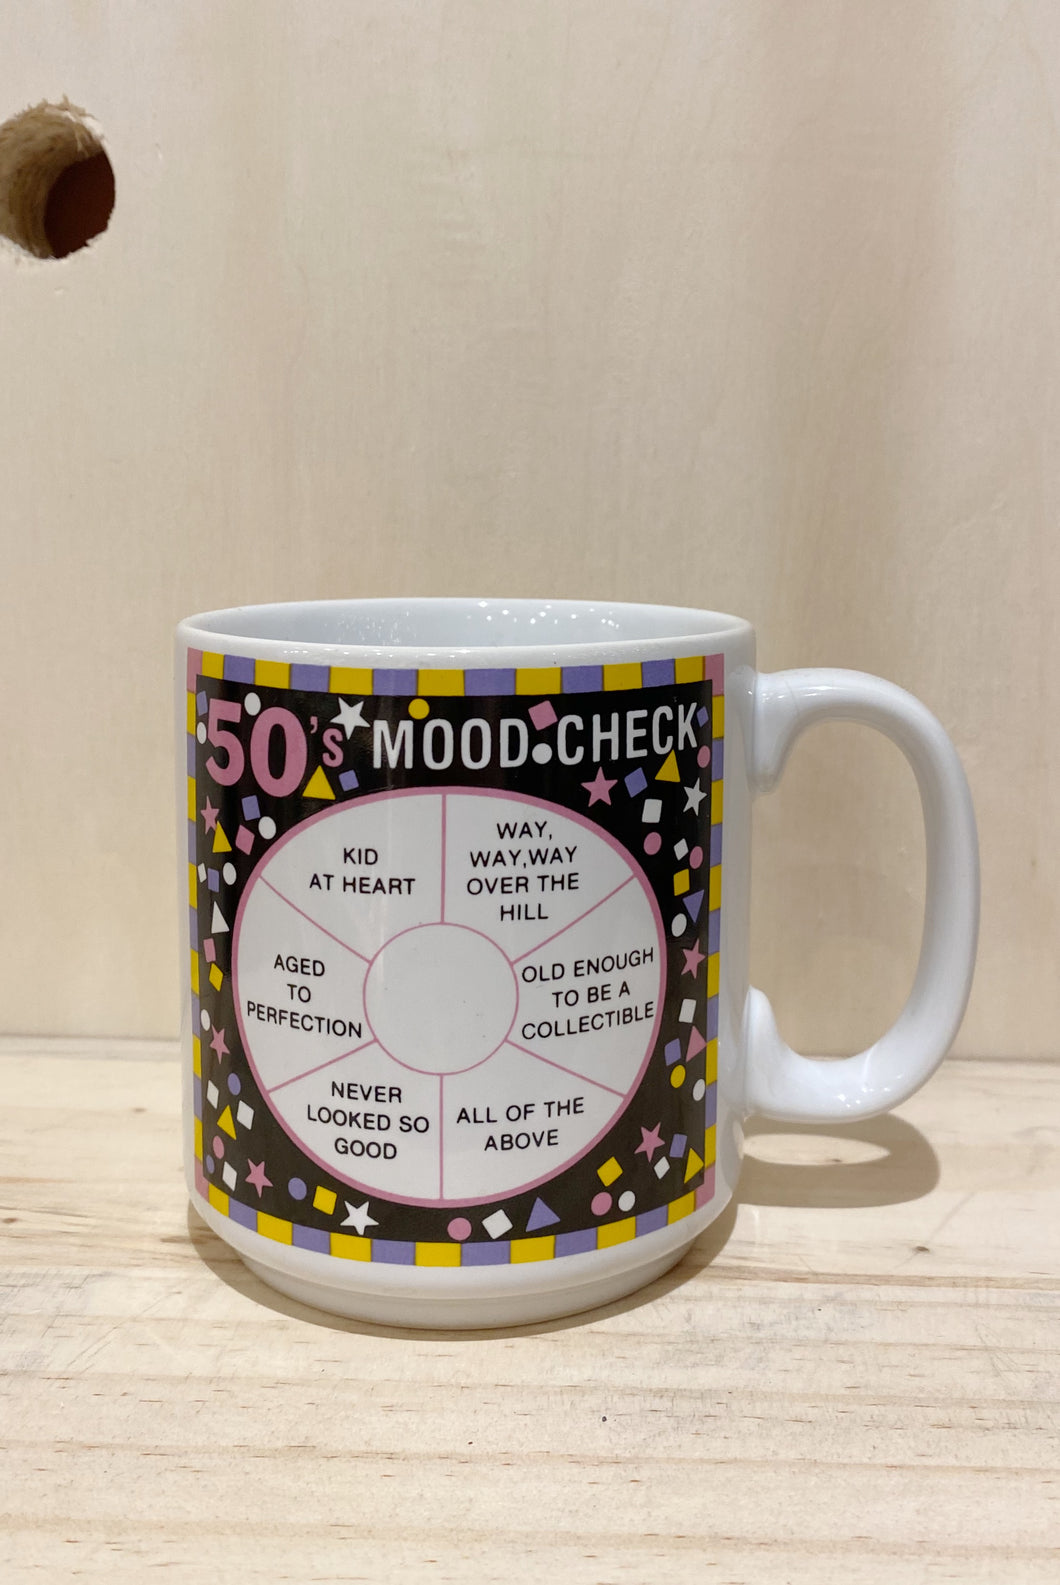 50's MOOD CHECK
KID
AT HEART
WAY,
WAY,WAY
OVER THE
HILL
AGED
TO
PERFECTION
OLD ENOUGH
TO BE A
COLLECTIBLE
NEVER
LOOKED SO
GOOD
ALL OF THE
ABOVE